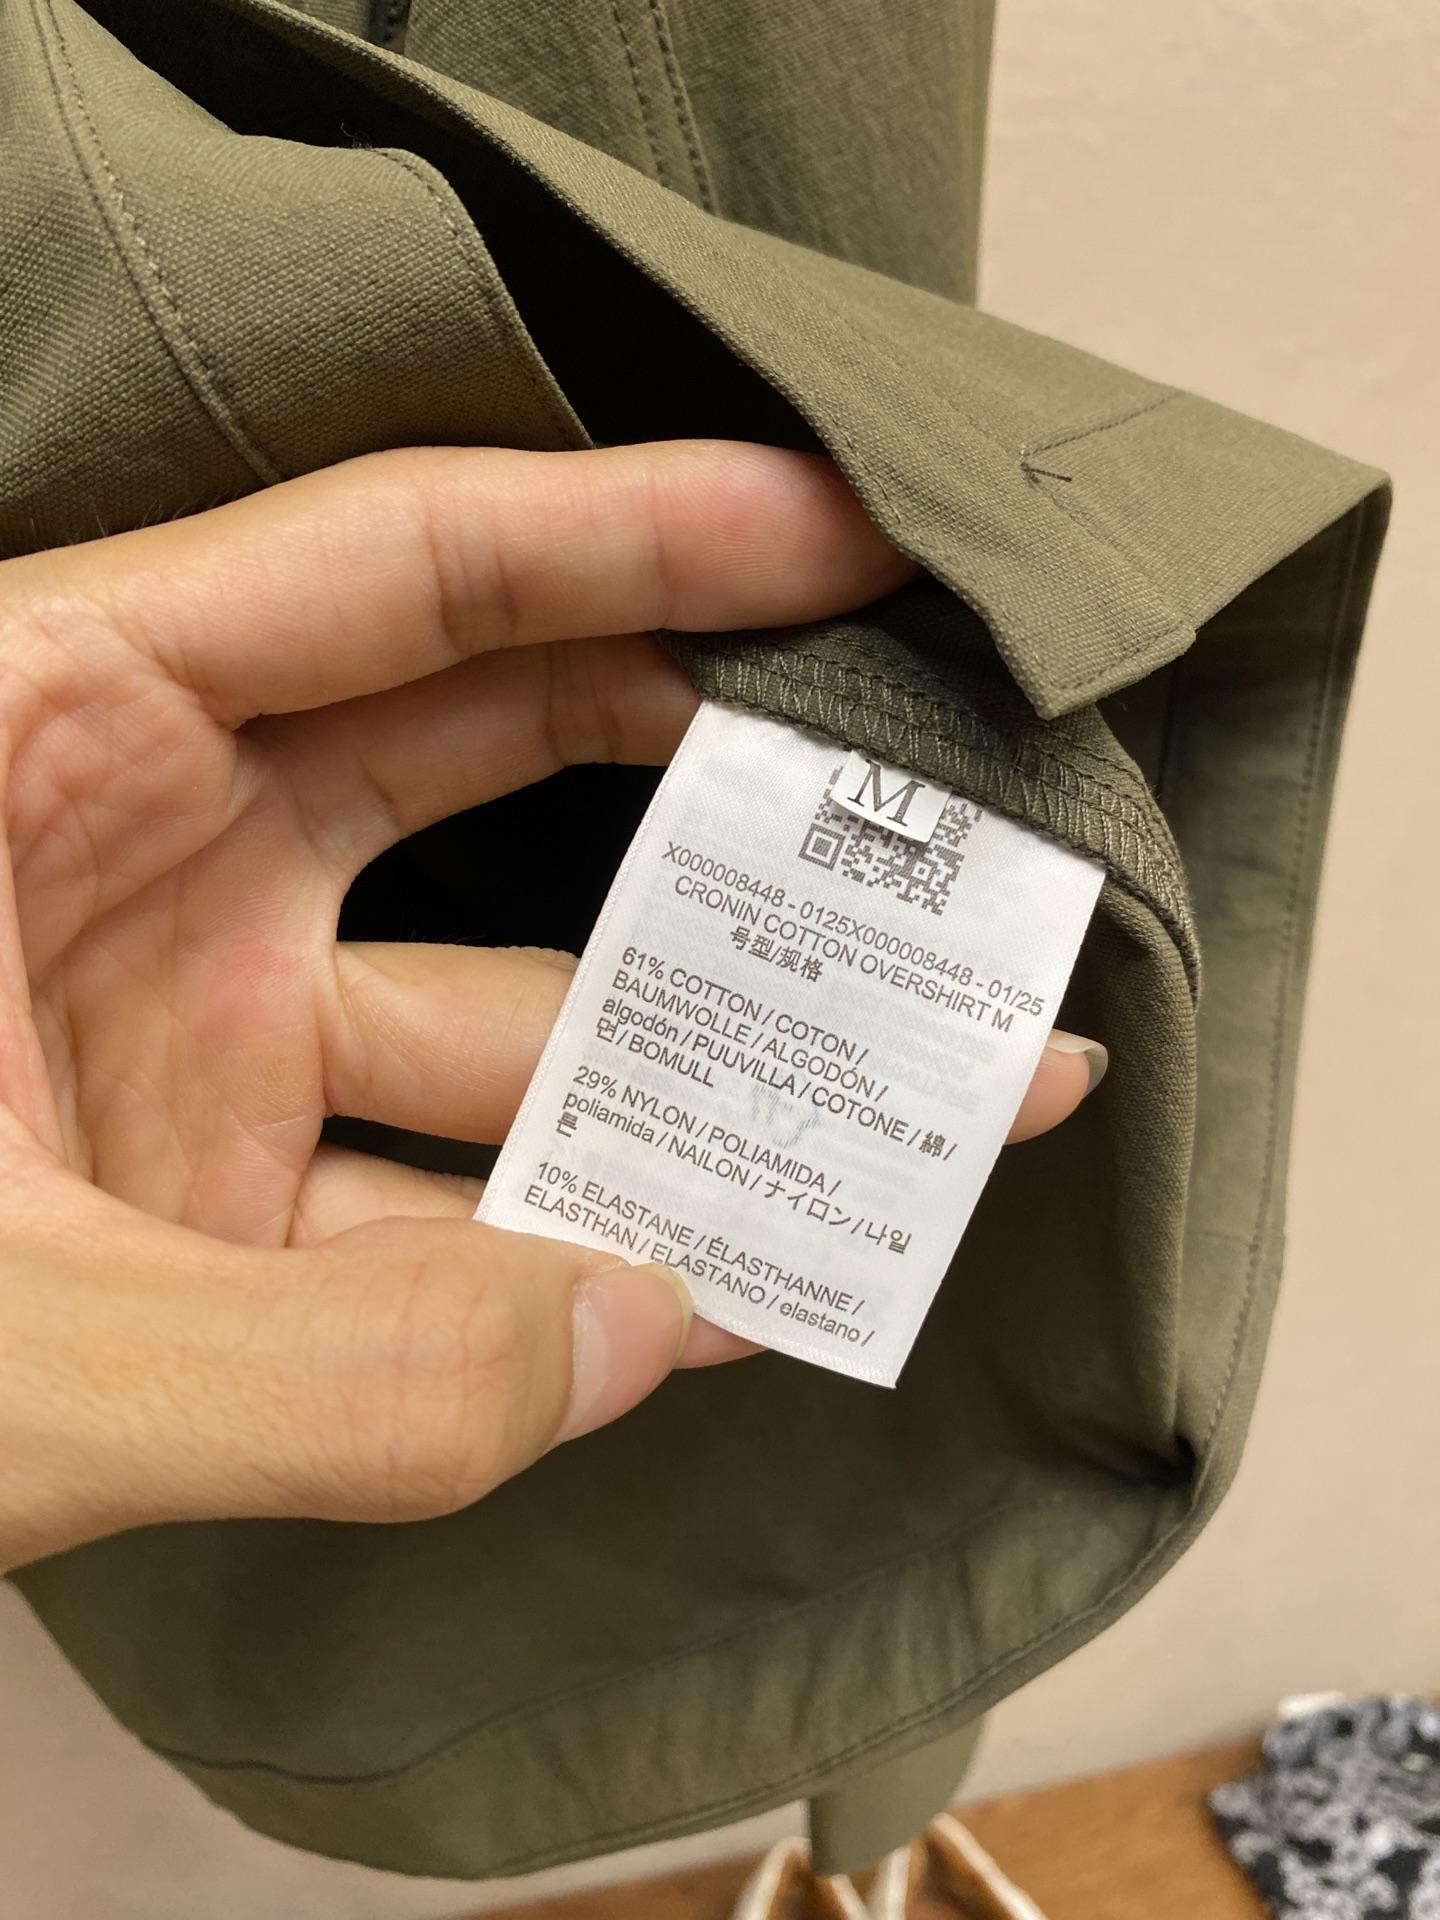 M
X000008448 - 0125X000008448 - 01/25
CRONIN COTTON OVERSHIRT M
号型/规格
61% COTTON / COTON /
BAUMWOLLE / ALGODÓN /
algodón / PUUVILLA / COTONE / 綿 /
면 / BOMULL
29% NYLON / POLIAMIDA /
poliamida / NAILON / ナイロン / 나일
론
10% ELASTANE / ÉLASTHANNE /
ELASTHAN / ELASTANO / elastano /